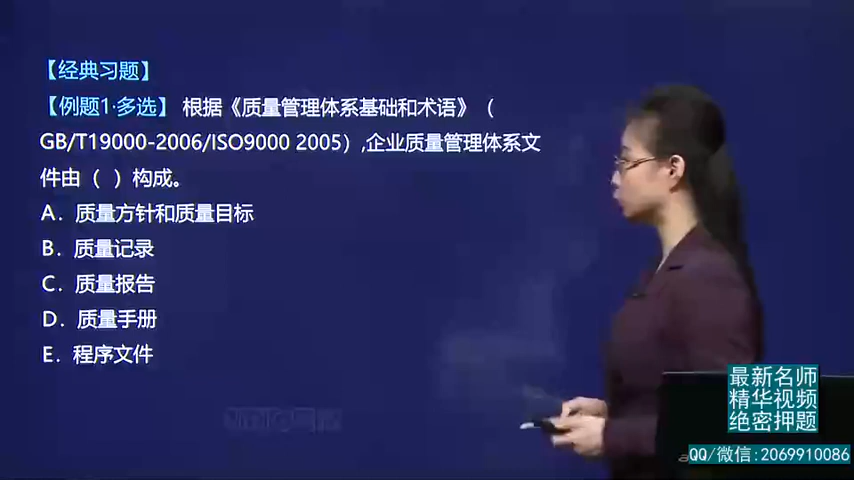 【经典习题】
【例题1·多选】 根据《质量管理体系基础和术语》（
GB/T19000-2006/ISO9000 2005）,企业质量管理体系文
件由（  ）构成。
A．质量方针和质量目标
B．质量记录
C．质量报告
D．质量手册
E．程序文件
最新名师
精华视频
绝密押题
QQ/微信:2069910086